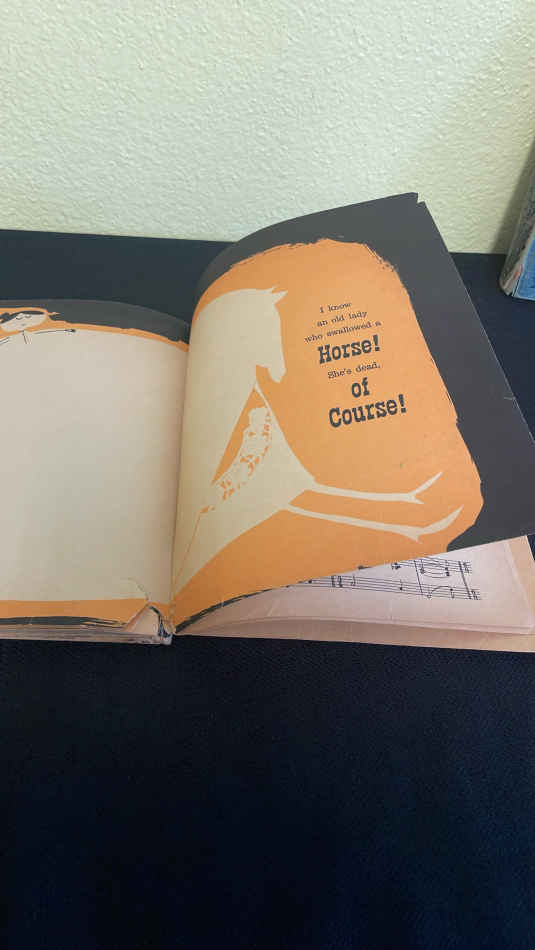 I know
an old lady
who swallowed a
Horse!
She's dead,
of
Course!